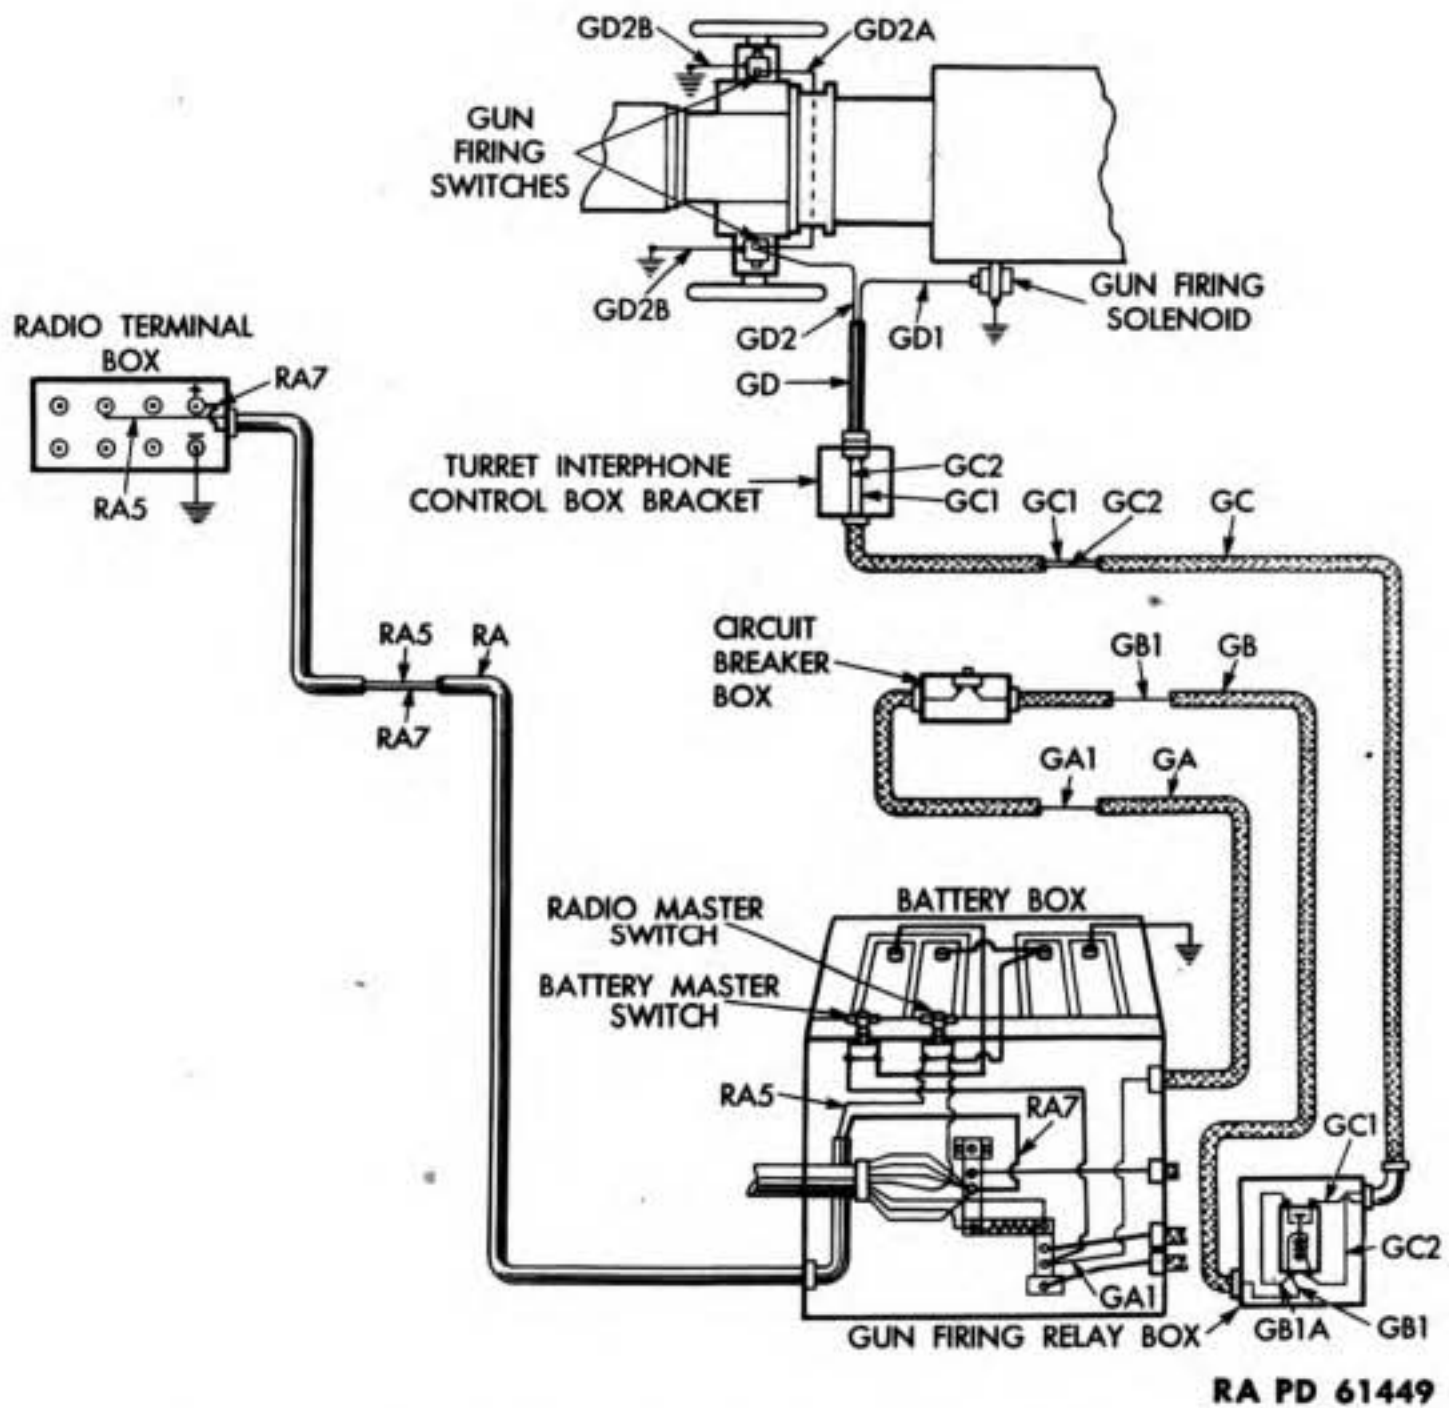 GD2B
GD2A
GUN
FIRING
SWITCHES
GD2B
GD2
GD1
GUN FIRING
SOLENOID
GD
RADIO TERMINAL
BOX
RA7
RA5
TURRET INTERPHONE
CONTROL BOX BRACKET
GC2
GC1
GC1
GC2
GC
RA5
RA
RA7
CIRCUIT
BREAKER
BOX
GB1
GB
GA1
GA
BATTERY BOX
RADIO MASTER
SWITCH
BATTERY MASTER
SWITCH
RA5
RA7
GC1
GC2
GA1
GB1A
GB1
GUN FIRING RELAY BOX
RA PD 61449